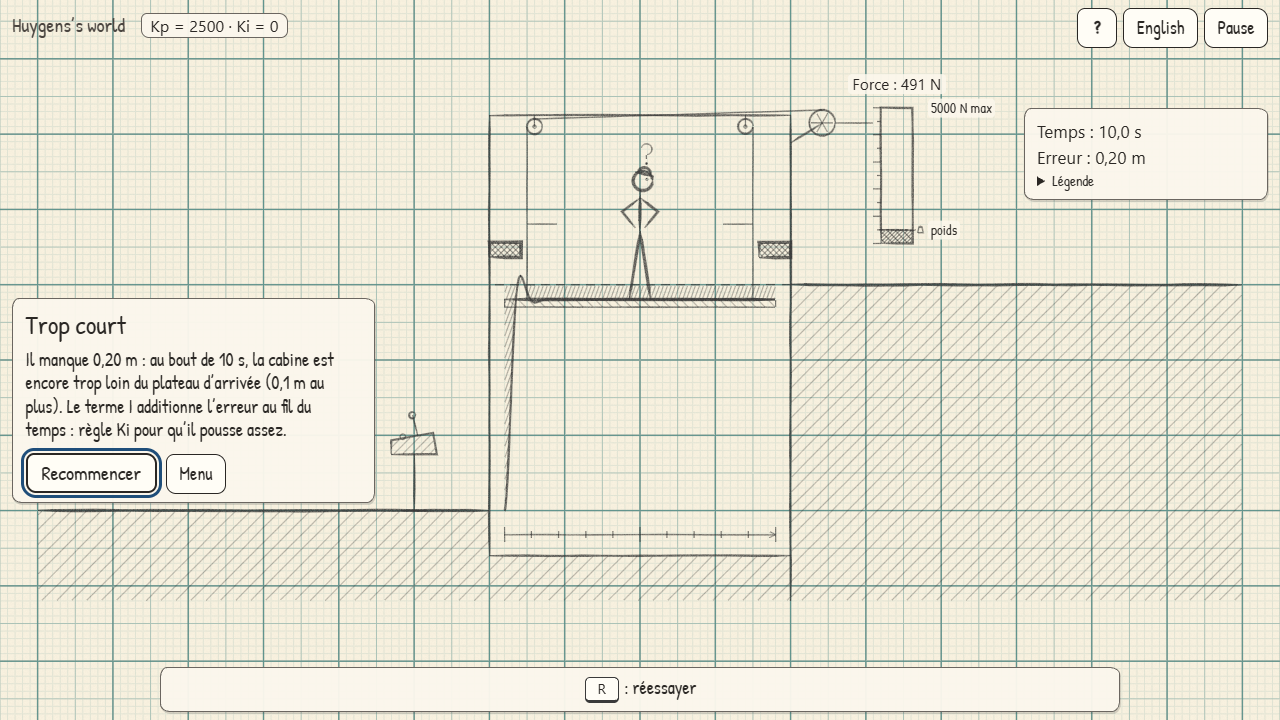 Huygens's world
Kp = 2500 · Ki = 0
?
English
Pause
Force : 491 N
5000 N max
poids
Temps : 10,0 s
Erreur : 0,20 m
Légende
?
Trop court
Il manque 0,20 m : au bout de 10 s, la cabine est
encore trop loin du plateau d'arrivée (0,1 m au
plus). Le terme I additionne l'erreur au fil du
temps : règle Ki pour qu'il pousse assez.
Recommencer
Menu
R : réessayer